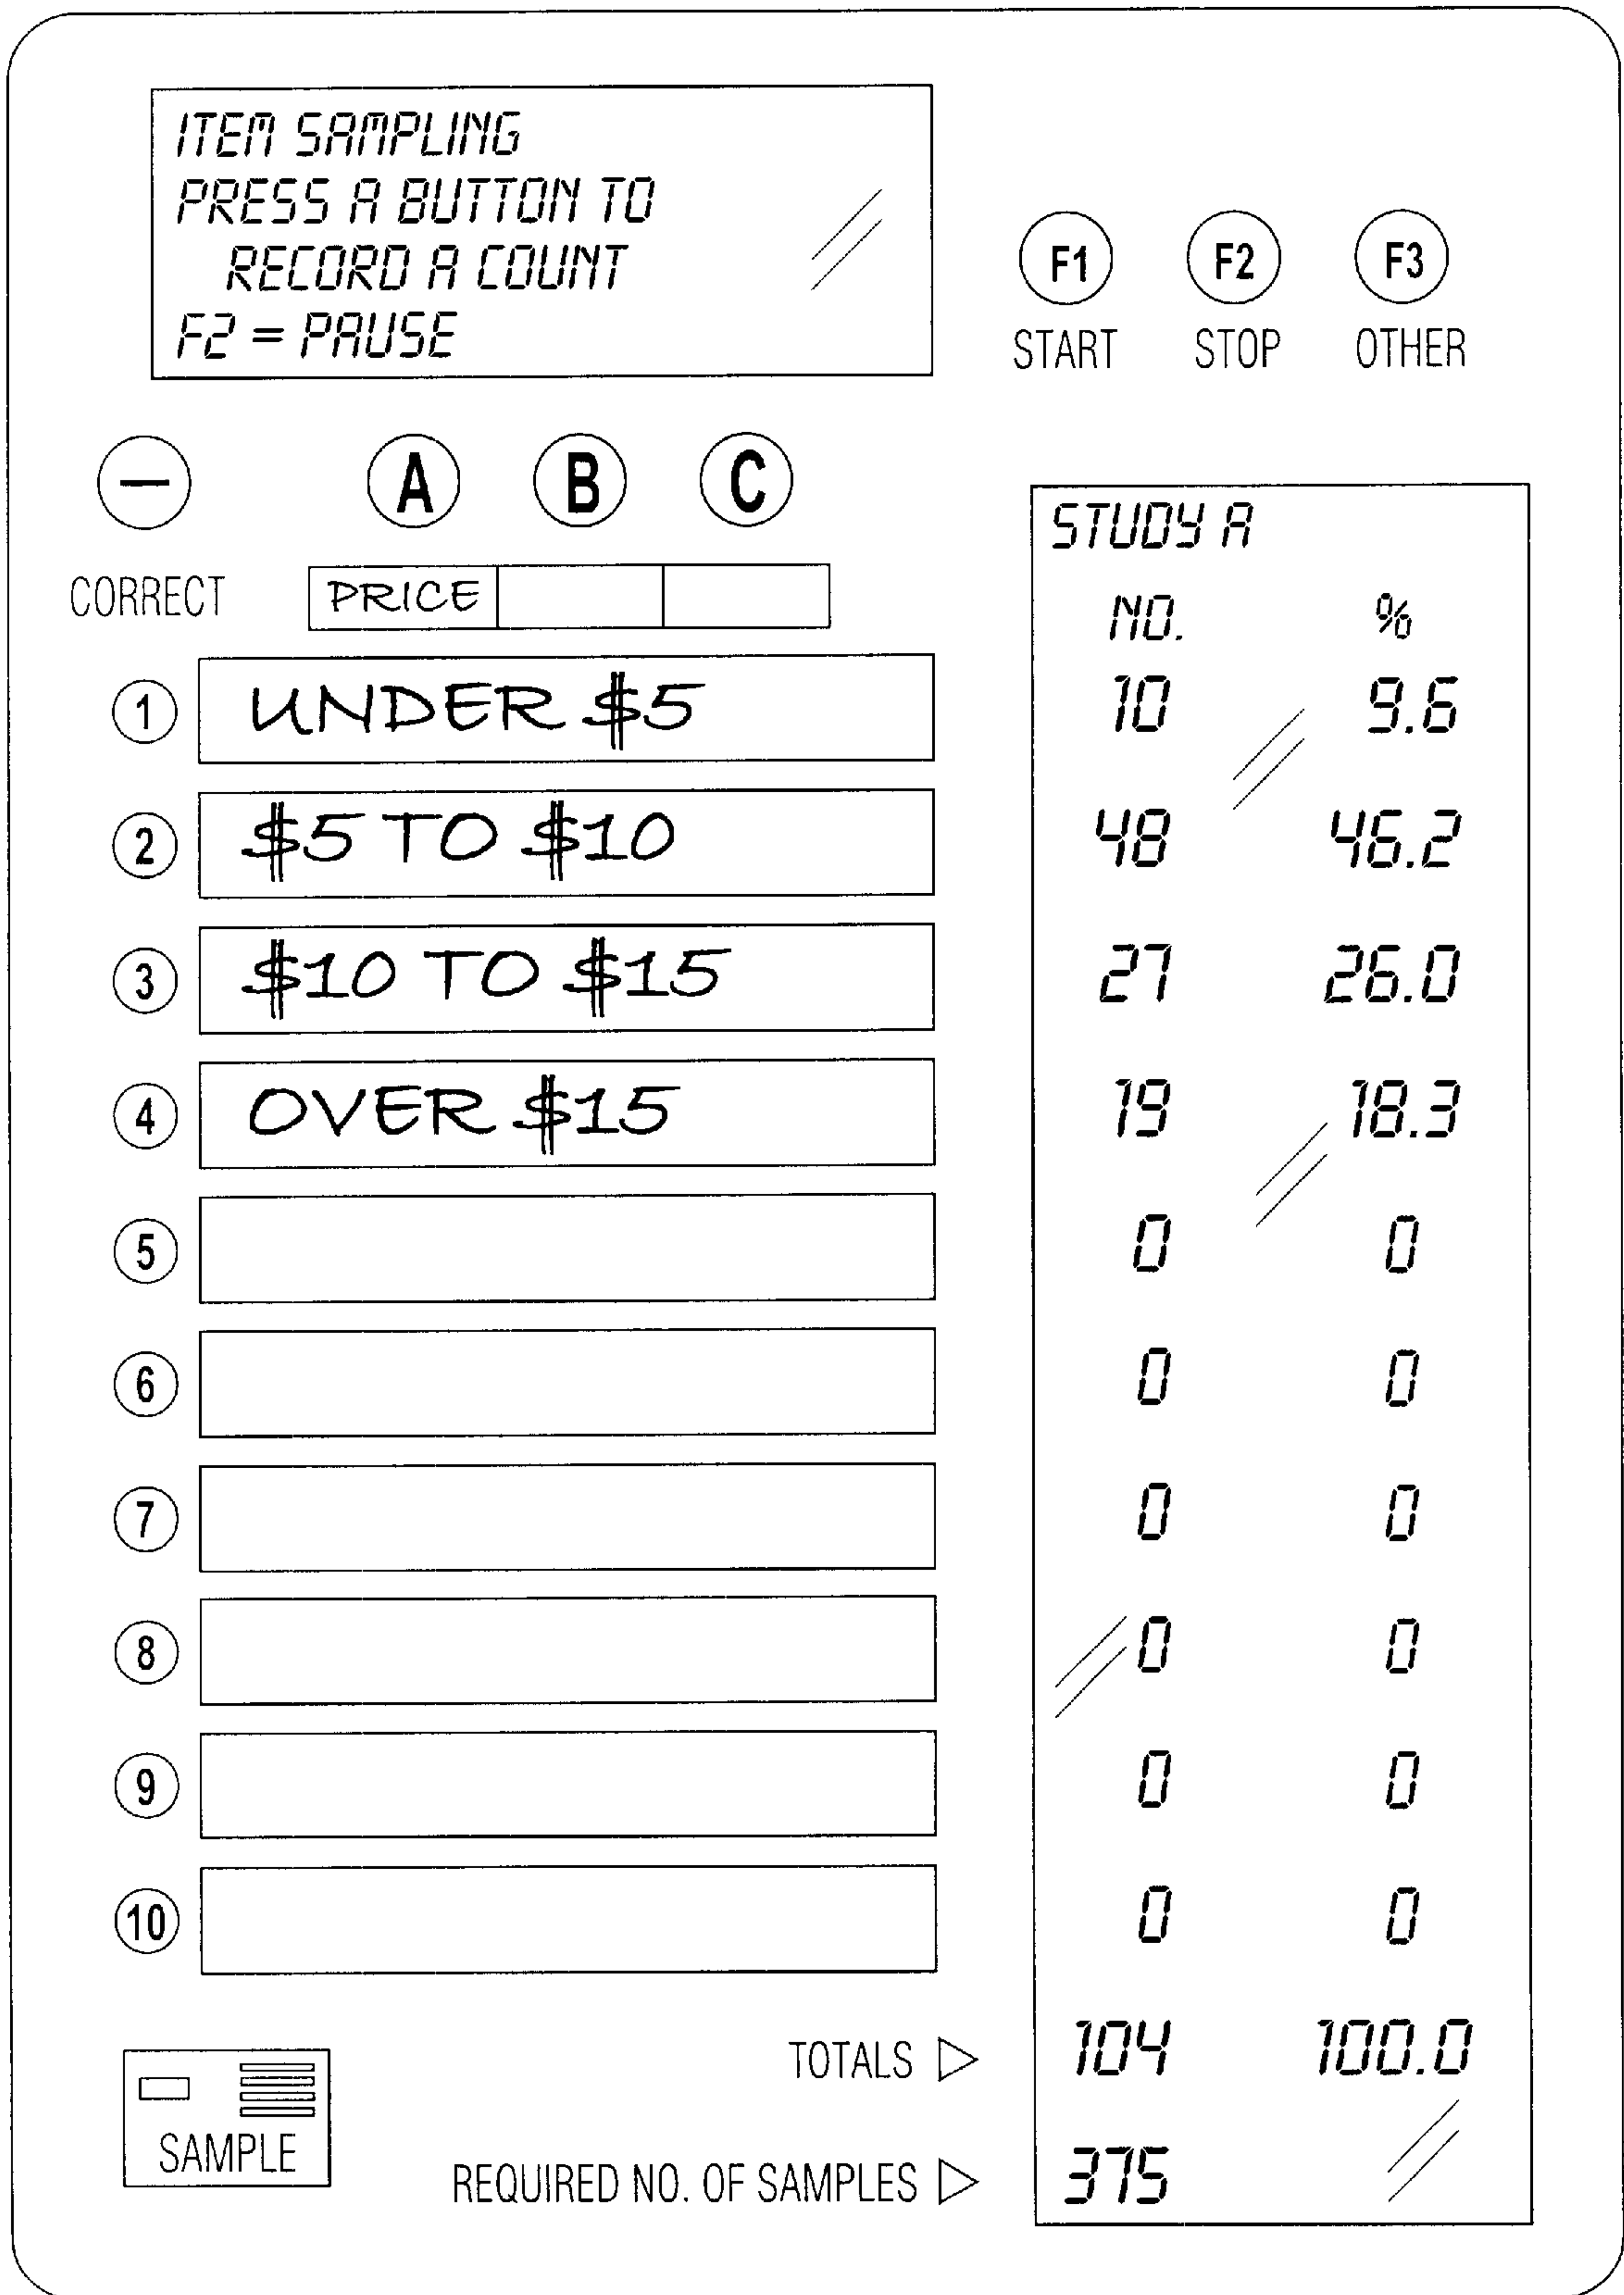 ITEM SAMPLING
PRESS A BUTTON TO
RECORD A COUNT
F2 = PAUSE
F1 F2 F3
START STOP OTHER
— A B C
CORRECT PRICE
STUDY A
NO. %
1 UNDER $5 10 9.6
2 $5 TO $10 48 46.2
3 $10 TO $15 27 26.0
4 OVER $15 19 18.3
5 0 0
6 0 0
7 0 0
8 0 0
9 0 0
10 0 0
TOTALS 104 100.0
SAMPLE
REQUIRED NO. OF SAMPLES 375